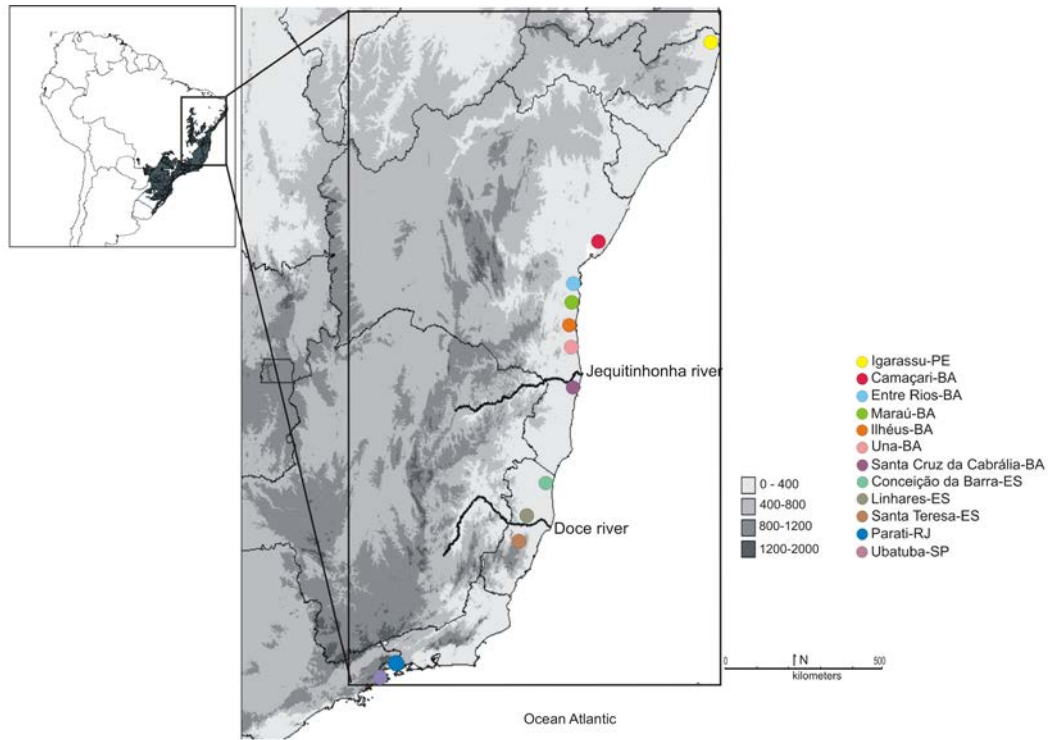 Jequitinhonha river
Doce river
Igarassu-PE
Camaçari-BA
Entre Rios-BA
Maraú-BA
Ilhéus-BA
Una-BA
Santa Cruz da Cabrália-BA
Conceição da Barra-ES
Linhares-ES
Santa Teresa-ES
Parati-RJ
Ubatuba-SP
0 - 400
400-800
800-1200
1200-2000
0 N 500
kilometers
Ocean Atlantic